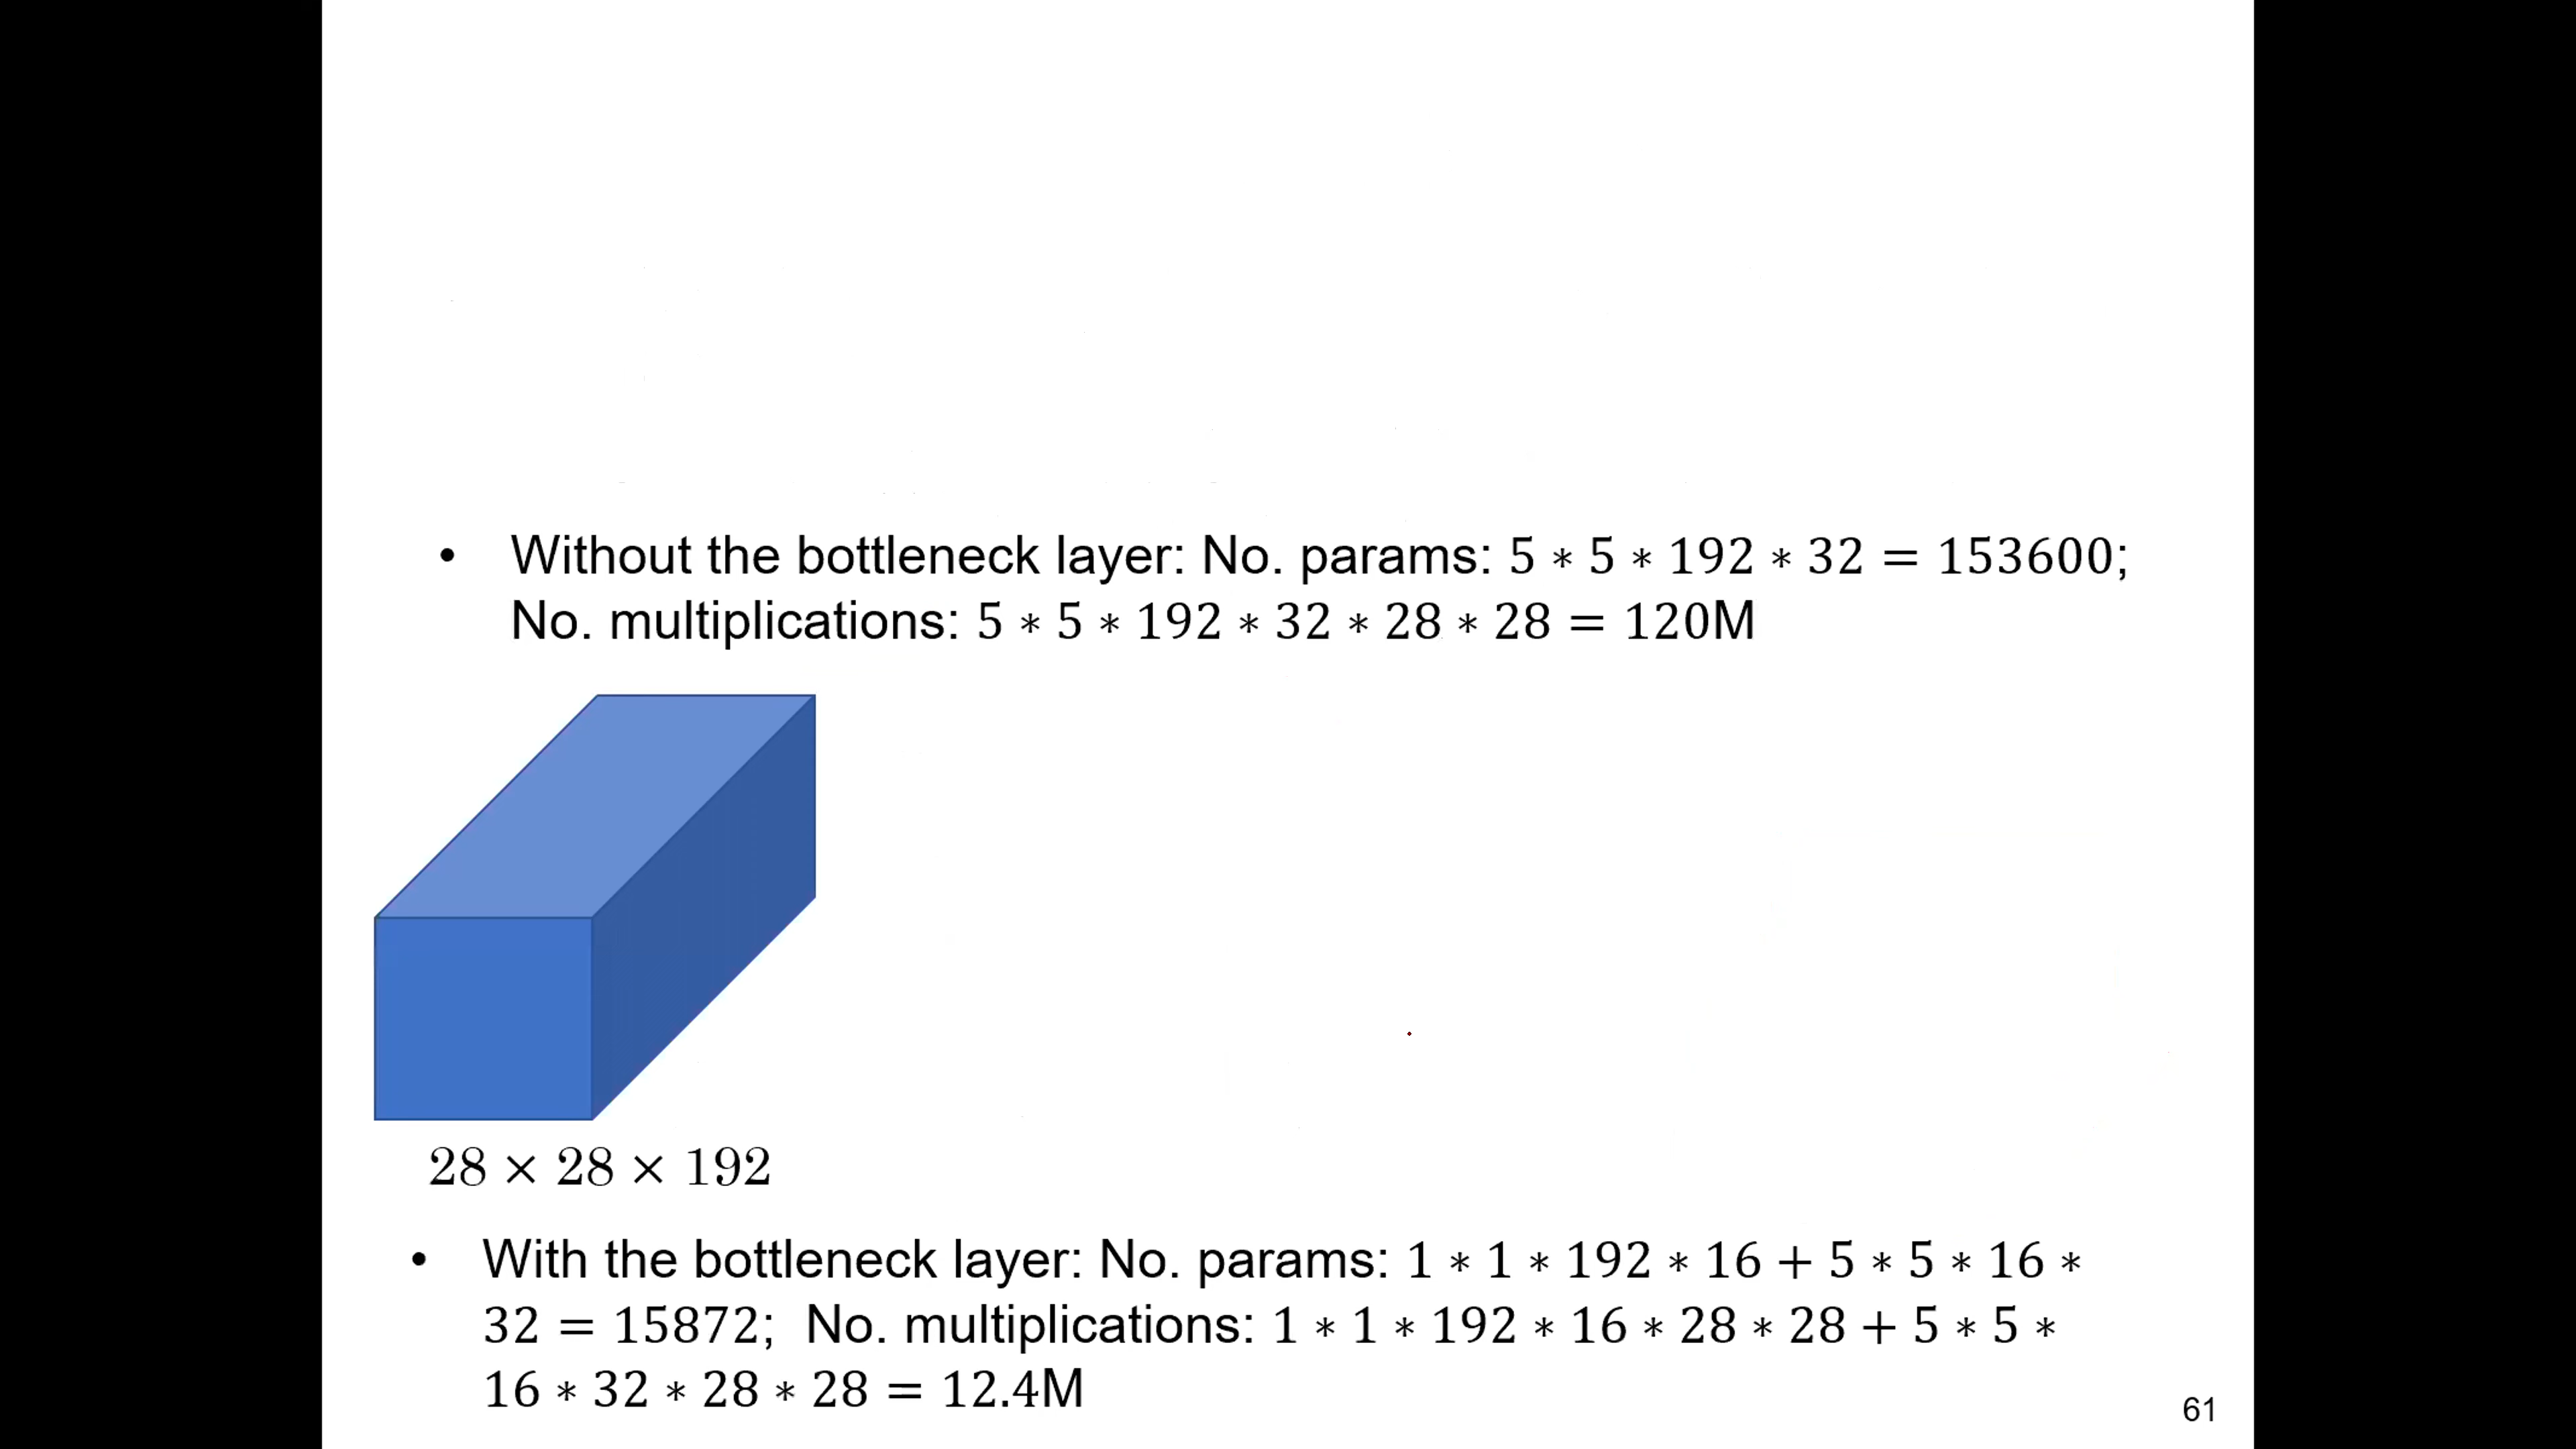 • Without the bottleneck layer: No. params: 5 ∗ 5 ∗ 192 ∗ 32 = 153600;
No. multiplications: 5 ∗ 5 ∗ 192 ∗ 32 ∗ 28 ∗ 28 = 120M
28 × 28 × 192
• With the bottleneck layer: No. params: 1 ∗ 1 ∗ 192 ∗ 16 + 5 ∗ 5 ∗ 16 ∗
32 = 15872; No. multiplications: 1 ∗ 1 ∗ 192 ∗ 16 ∗ 28 ∗ 28 + 5 ∗ 5 ∗
16 ∗ 32 ∗ 28 ∗ 28 = 12.4M
61